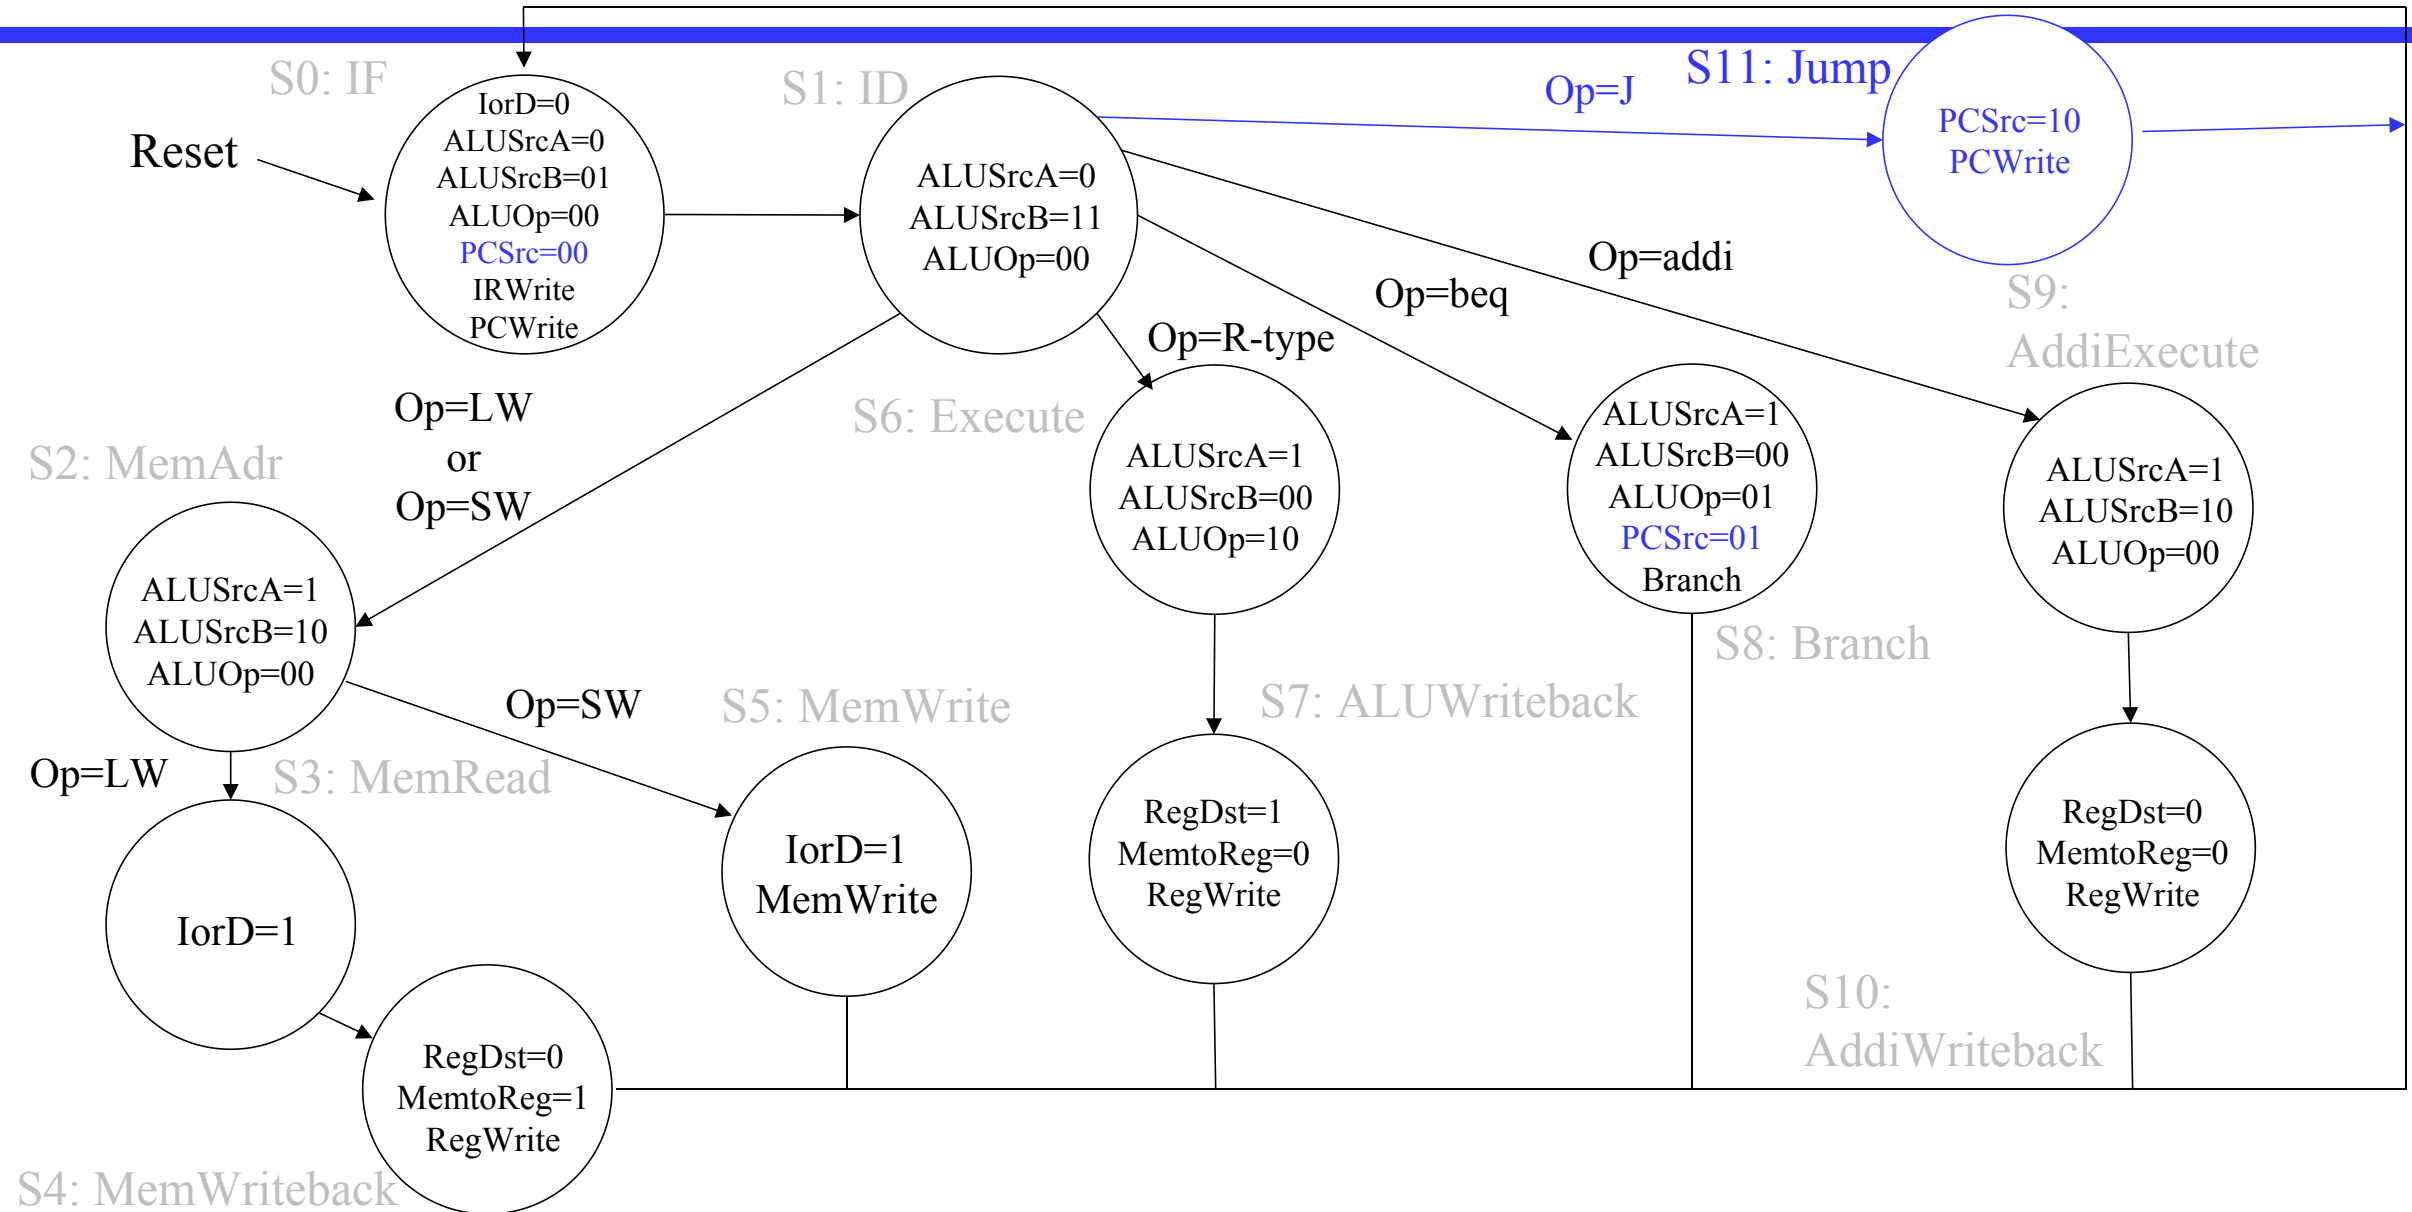 S0: IF
Reset
IorD=0
ALUSrcA=0
ALUSrcB=01
ALUOp=00
PCSrc=00
IRWrite
PCWrite
S1: ID
ALUSrcA=0
ALUSrcB=11
ALUOp=00
Op=J
S11: Jump
PCSrc=10
PCWrite
Op=addi
Op=beq
Op=R-type
Op=LW
or
Op=SW
S2: MemAdr
ALUSrcA=1
ALUSrcB=10
ALUOp=00
S6: Execute
ALUSrcA=1
ALUSrcB=00
ALUOp=10
ALUSrcA=1
ALUSrcB=00
ALUOp=01
PCSrc=01
Branch
S8: Branch
S9:
AddiExecute
ALUSrcA=1
ALUSrcB=10
ALUOp=00
Op=LW
S3: MemRead
IorD=1
Op=SW
S5: MemWrite
IorD=1
MemWrite
S7: ALUWriteback
RegDst=1
MemtoReg=0
RegWrite
RegDst=0
MemtoReg=0
RegWrite
S10:
AddiWriteback
RegDst=0
MemtoReg=1
RegWrite
S4: MemWriteback